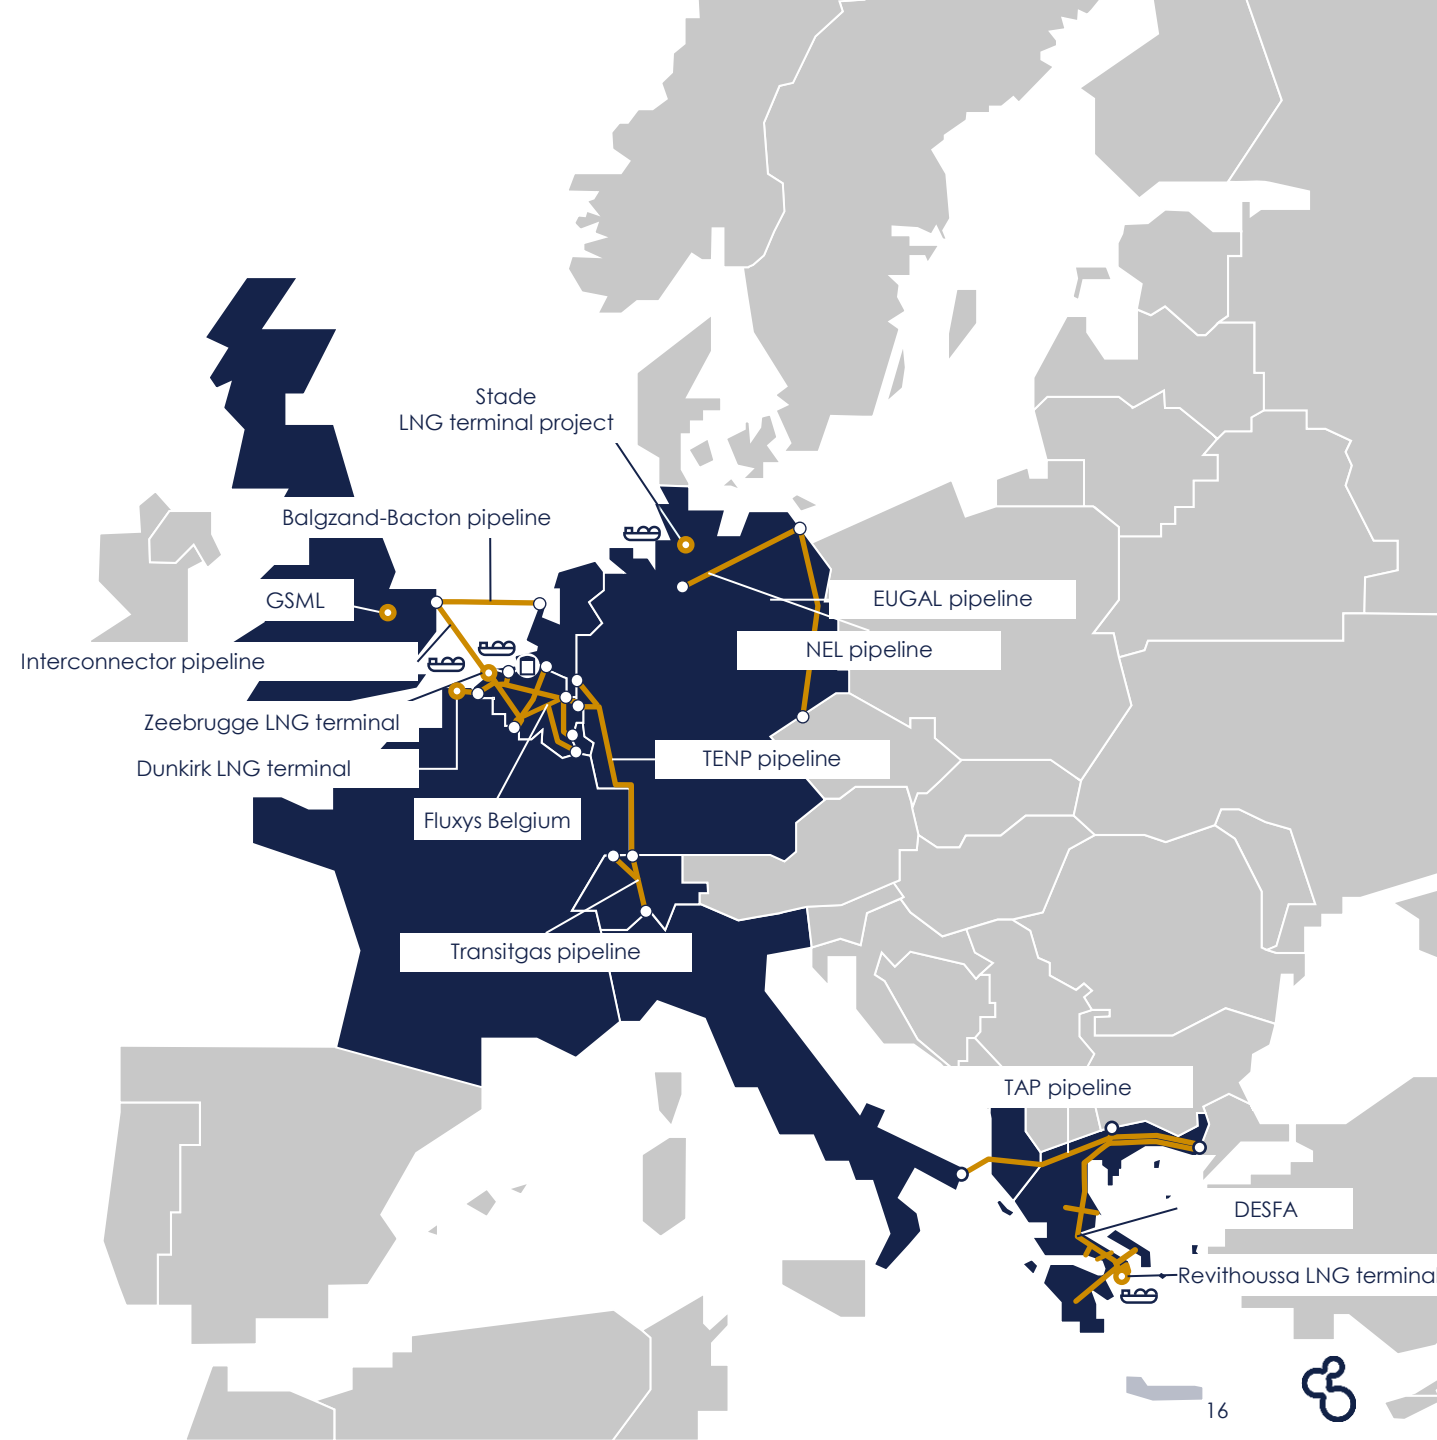 Stade
LNG terminal project
Balgzand-Bacton pipeline
GSML
EUGAL pipeline
NEL pipeline
Interconnector pipeline
Zeebrugge LNG terminal
Dunkirk LNG terminal
TENP pipeline
Fluxys Belgium
Transitgas pipeline
TAP pipeline
DESFA
Revithoussa LNG terminal
16